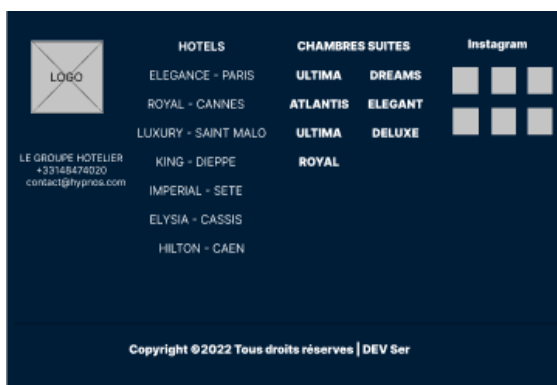 LOGO
LE GROUPE HOTELIER
+33148474020
contact@hypnos.com
HOTELS
ELEGANCE - PARIS
ROYAL - CANNES
LUXURY - SAINT MALO
KING - DIEPPE
IMPERIAL - SETE
ELYSIA - CASSIS
HILTON - CAEN
CHAMBRES SUITES
ULTIMA DREAMS
ATLANTIS ELEGANT
ULTIMA DELUXE
ROYAL
Instagram
Copyright ©2022 Tous droits réserves | DEV Ser